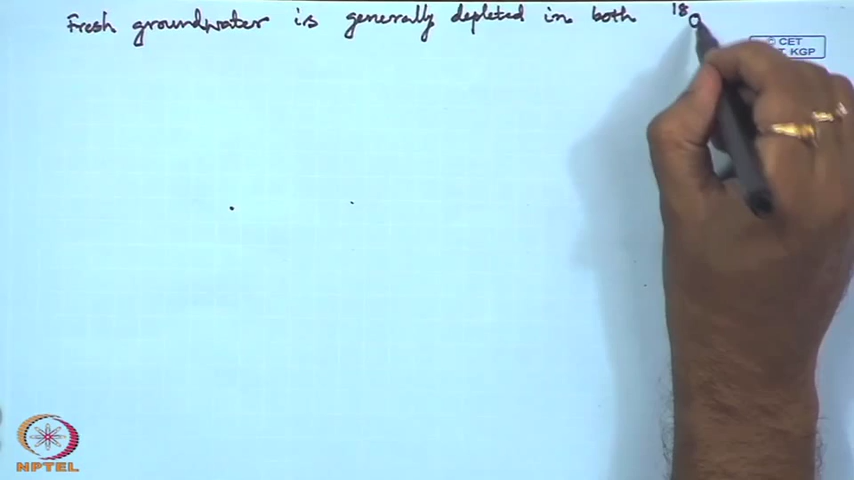 Fresh groundwater is generally depleted in both 18O
© CET
KGP
NPTEL